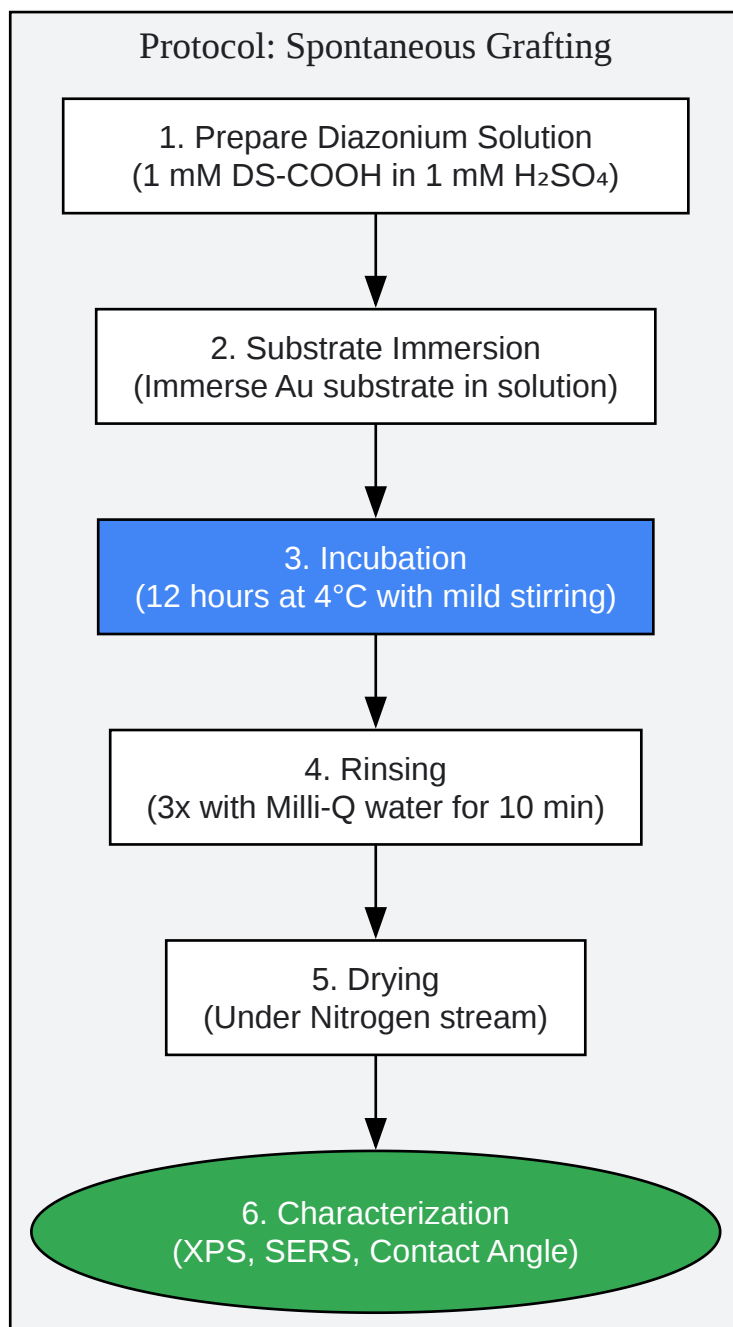 Protocol: Spontaneous Grafting
1. Prepare Diazonium Solution
(1 mM DS-COOH in 1 mM H₂SO₄)
2. Substrate Immersion
(Immerse Au substrate in solution)
3. Incubation
(12 hours at 4°C with mild stirring)
4. Rinsing
(3x with Milli-Q water for 10 min)
5. Drying
(Under Nitrogen stream)
6. Characterization
(XPS, SERS, Contact Angle)